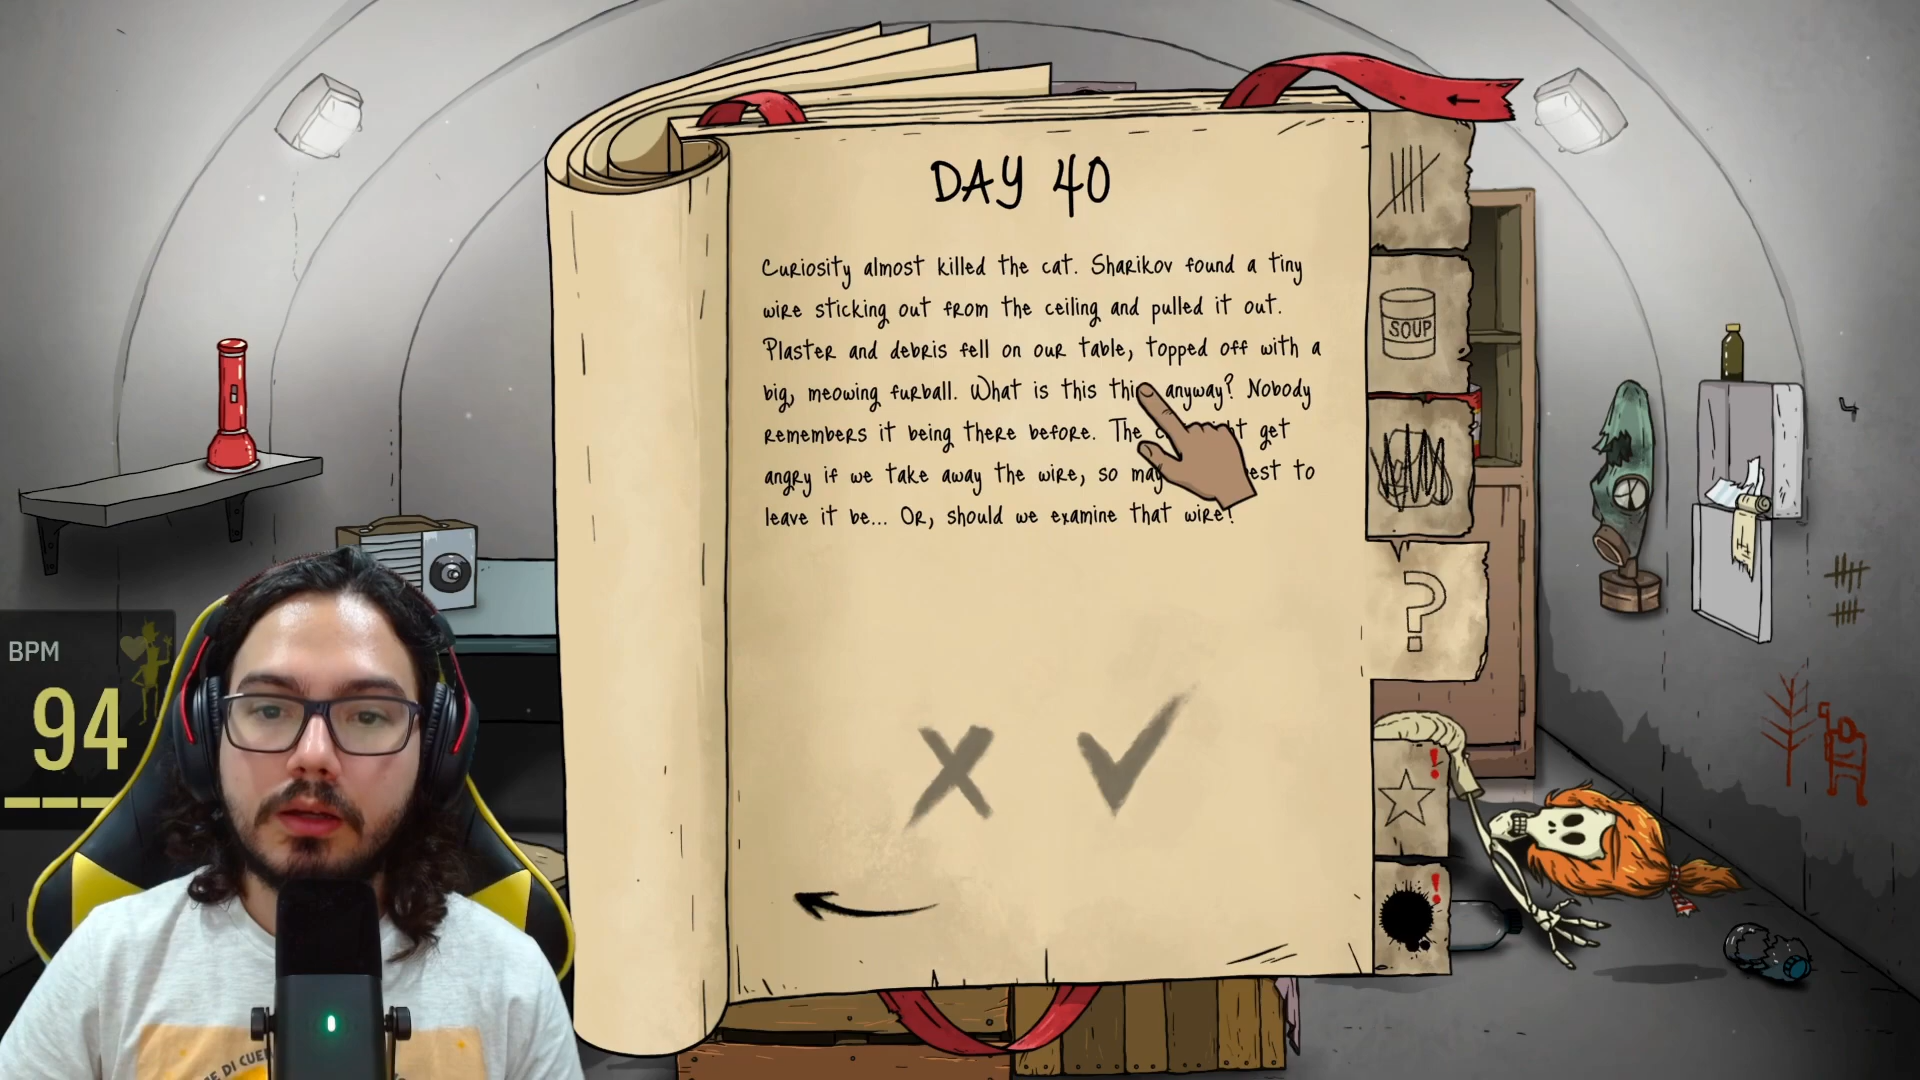 DAY 40
Curiosity almost killed the cat. Sharikov found a tiny
wire sticking out from the ceiling and pulled it out.
Plaster and debris fell on our table, topped off with a
big, meowing furball. What is this anyway? Nobody
remembers it being there before. The get
angry if we take away the wire, so to
leave it be... Or, should we examine that wire?
SOUP
BPM
94
DI